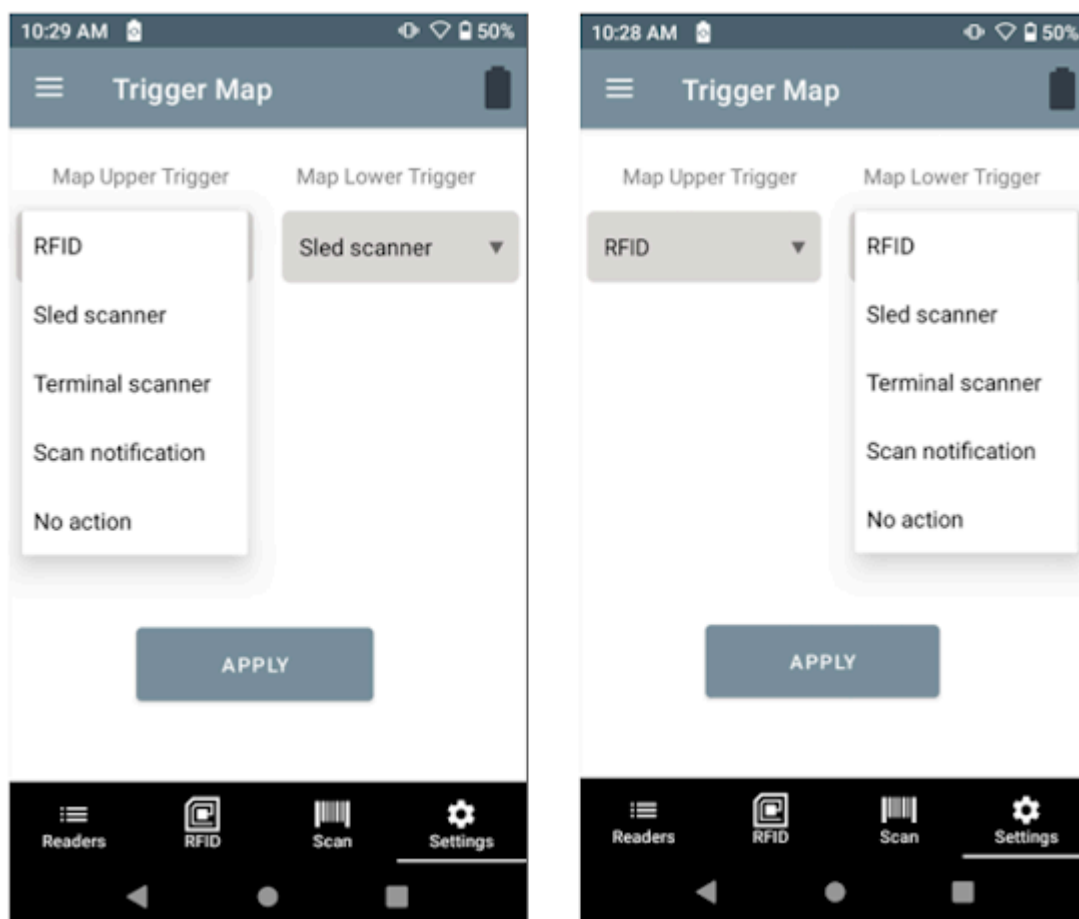 10:29 AM 50%
Trigger Map
Map Upper Trigger Map Lower Trigger
RFID Sled scanner
Sled scanner
Terminal scanner
Scan notification
No action
APPLY
Readers RFID Scan Settings
10:28 AM 50%
Trigger Map
Map Upper Trigger Map Lower Trigger
RFID RFID
Sled scanner
Terminal scanner
Scan notification
No action
APPLY
Readers RFID Scan Settings